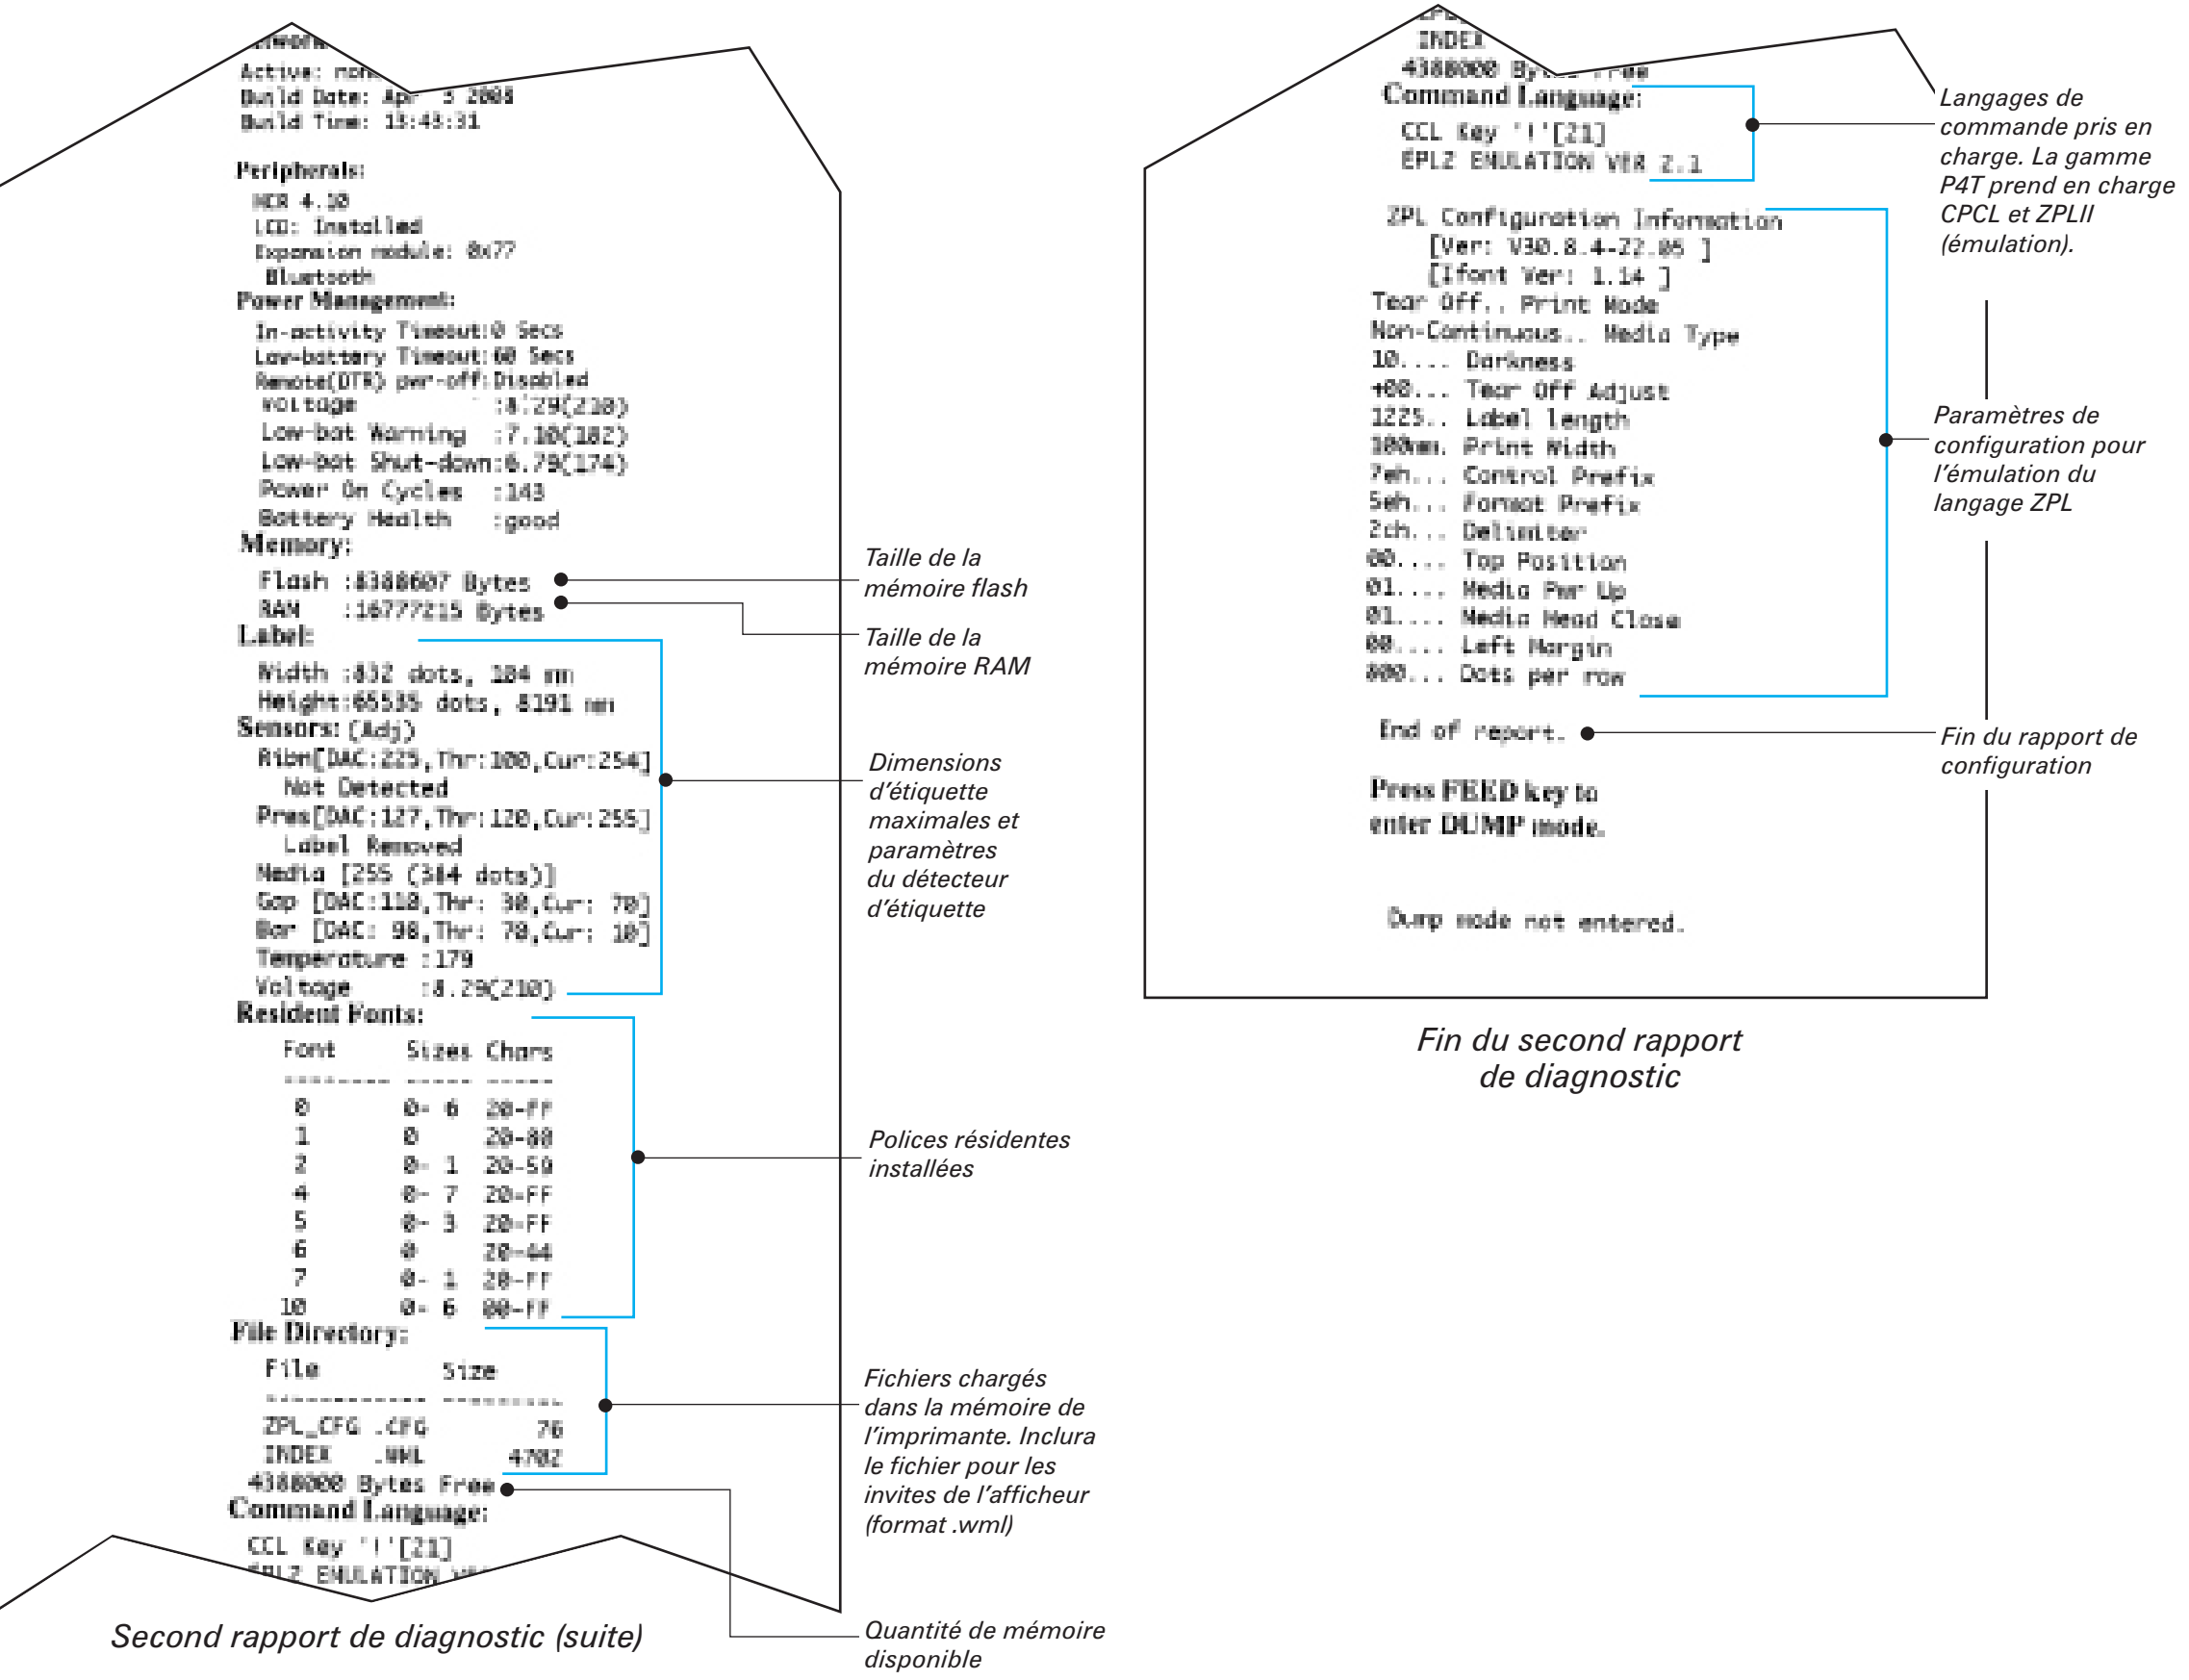 Active: none
Build Date: Apr 3 2008
Build Time: 13:43:31
Peripherals:
MCR 4.10
LCD: Installed
Expansion module: 0x77
Bluetooth
Power Management:
In-activity Timeout:0 Secs
Low-battery Timeout:60 Secs
Remote(DTR) pwr-off:Disabled
Voltage :8.29(210)
Low-bat Warning :7.10(182)
Low-bat Shut-down:6.79(174)
Power On Cycles :143
Battery Health :good
Memory:
Flash :8388607 Bytes
RAM :16777215 Bytes
Label:
Width :832 dots, 104 mm
Height:65535 dots, 8191 mm
Sensors: (Adj)
Ribn[DAC:225,Thr:100,Cur:254]
Not Detected
Pres[DAC:127,Thr:120,Cur:255]
Label Removed
Media [255 (384 dots)]
Gap [DAC:110,Thr: 30,Cur: 70]
Bar [DAC: 98,Thr: 70,Cur: 10]
Temperature :179
Voltage :8.29(210)
Resident Fonts:
Font Sizes Chars
-------- ----- -----
0 0- 6 20-FF
1 0 20-80
2 0- 1 20-59
4 0- 7 20-FF
5 0- 3 20-FF
6 0 20-44
7 0- 1 20-FF
10 0- 6 00-FF
File Directory:
File Size
------------ ---------
ZPL_CFG .CFG 76
INDEX .WML 4702
4388000 Bytes Free
Command Language:
CCL Key '!'[21]
EPLZ EMULATION
Second rapport de diagnostic (suite)
Taille de la
mémoire flash
Taille de la
mémoire RAM
Dimensions
d'étiquette
maximales et
paramètres
du détecteur
d'étiquette
Polices résidentes
installées
Fichiers chargés
dans la mémoire de
l'imprimante. Inclura
le fichier pour les
invites de l'afficheur
(format .wml)
Quantité de mémoire
disponible
INDEX
4388000 Bytes Free
Command Language:
CCL Key '!'[21]
EPLZ EMULATION VER 2.1
ZPL Configuration Information
[Ver: V30.8.4-22.06 ]
[Ifont Ver: 1.14 ]
Tear Off.. Print Mode
Non-Continuous.. Media Type
10.... Darkness
+00... Tear Off Adjust
1225.. Label length
100mm. Print Width
7eh... Control Prefix
5eh... Format Prefix
2ch... Delimiter
00.... Top Position
01.... Media Pwr Up
01.... Media Head Close
00.... Left Margin
800... Dots per row
End of report.
Press FEED key to
enter DUMP mode.
Dump mode not entered.
Fin du second rapport
de diagnostic
Langages de
commande pris en
charge. La gamme
P4T prend en charge
CPCL et ZPLII
(émulation).
Paramètres de
configuration pour
l'émulation du
langage ZPL
Fin du rapport de
configuration